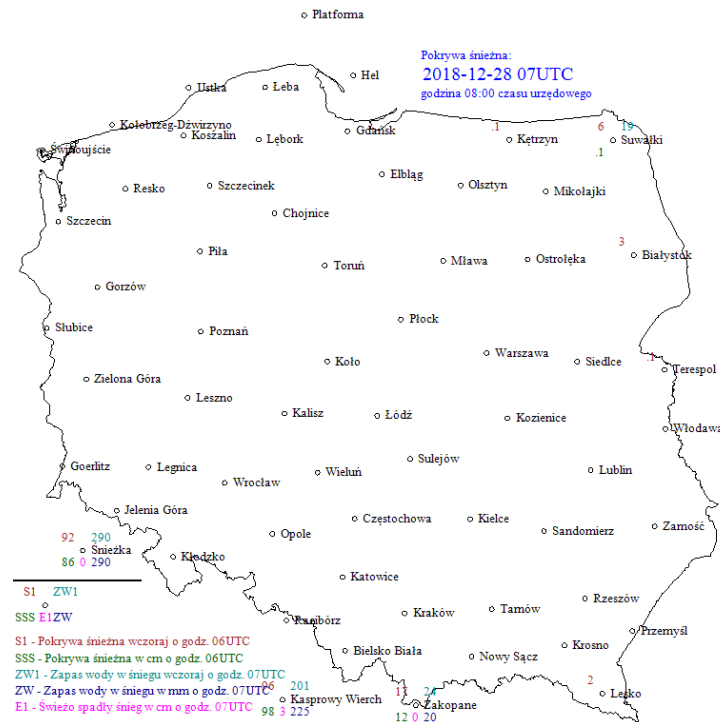 Platforma
Pokrywa śnieżna:
2018-12-28 07UTC
godzina 08:00 czasu urzędowego
Hel
Ustka
Łeba
Kołobrzeg-Dźwirzyno
Koszalin
Lębork
Gdańsk
.1
Kętrzyn
6 19
Suwałki
.1
Świnoujście
Resko
Szczecinek
Elbląg
Olsztyn
Mikołajki
Szczecin
Chojnice
3
Piła
Toruń
Mława
Ostrołęka
Białystok
Gorzów
Słubice
Poznań
Płock
Koło
Warszawa
Siedlce
.1
Terespol
Zielona Góra
Leszno
Kalisz
Łódź
Kozienice
Włodawa
Goerlitz
Legnica
Wrocław
Wieluń
Sulejów
Lublin
Jelenia Góra
Opole
Częstochowa
Kielce
Sandomierz
Zamość
92 290
Śnieżka
86 0 290
Kłodzko
Katowice
S1 ZW1
SSS E1ZW
Racibórz
Kraków
Tarnów
Rzeszów
Przemyśl
S1 - Pokrywa śnieżna wczoraj o godz. 06UTC
SSS - Pokrywa śnieżna w cm o godz. 06UTC
Bielsko Biała
Nowy Sącz
Krosno
ZW1 - Zapas wody w śniegu wczoraj o godz. 07UTC
ZW - Zapas wody w śniegu w mm o godz. 07UTC
E1 - Świeżo spadły śnieg w cm o godz. 07UTC
96 201
Kasprowy Wierch
98 3 225
24
Zakopane
12 0 20
2
Lesko